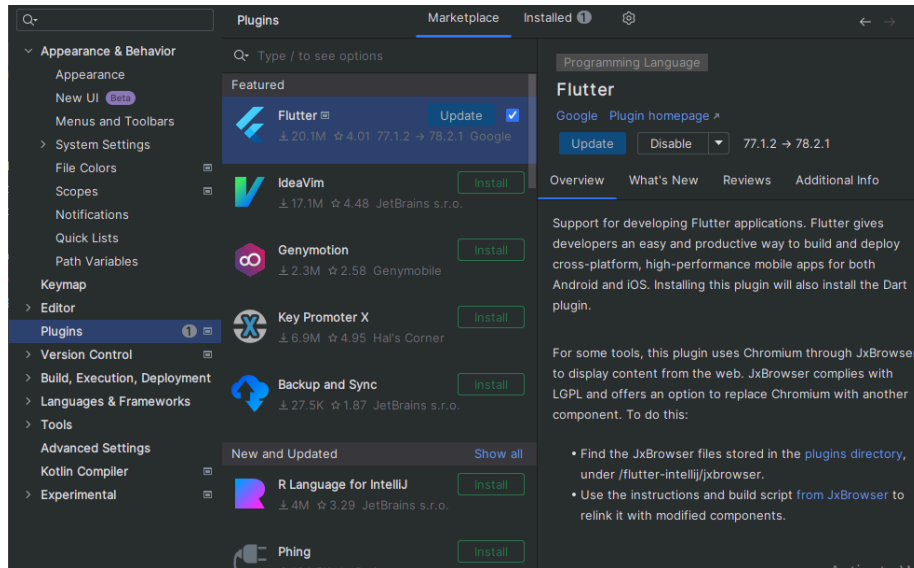 Plugins
Marketplace
Installed 1
Appearance & Behavior
Appearance
New UI Beta
Menus and Toolbars
System Settings
File Colors
Scopes
Notifications
Quick Lists
Path Variables
Keymap
Editor
Plugins 1
Version Control
Build, Execution, Deployment
Languages & Frameworks
Tools
Advanced Settings
Kotlin Compiler
Experimental
Type / to see options
Featured
Flutter
Update
20.1M 4.01 77.1.2 → 78.2.1 Google
IdeaVim
Install
17.1M 4.48 JetBrains s.r.o.
Genymotion
Install
2.3M 2.58 Genymobile
Key Promoter X
Install
6.9M 4.95 Hal's Corner
Backup and Sync
Install
27.5K 1.87 JetBrains s.r.o.
New and Updated
Show all
R Language for IntelliJ
Install
4M 3.29 JetBrains s.r.o.
Phing
Install
Programming Language
Flutter
Google Plugin homepage ↗
Update
Disable
77.1.2 → 78.2.1
Overview
What's New
Reviews
Additional Info
Support for developing Flutter applications. Flutter gives
developers an easy and productive way to build and deploy
cross-platform, high-performance mobile apps for both
Android and iOS. Installing this plugin will also install the Dart
plugin.
For some tools, this plugin uses Chromium through JxBrowser
to display content from the web. JxBrowser complies with
LGPL and offers an option to replace Chromium with another
component. To do this:
• Find the JxBrowser files stored in the plugins directory,
under /flutter-intellij/jxbrowser.
• Use the instructions and build script from JxBrowser to
relink it with modified components.